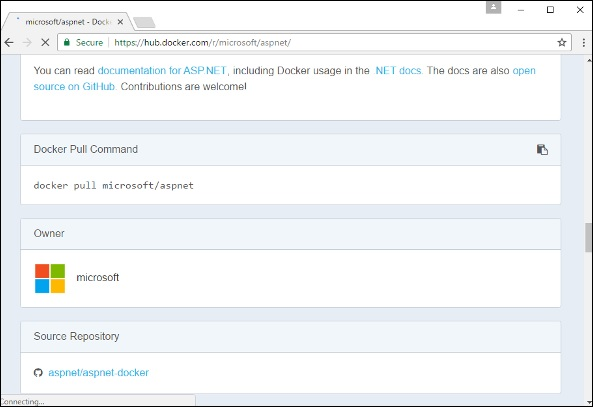 microsoft/aspnet - Docke
Secure
https://hub.docker.com/r/microsoft/aspnet/
You can read documentation for ASP.NET, including Docker usage in the .NET docs. The docs are also open
source on GitHub. Contributions are welcome!
Docker Pull Command
docker pull microsoft/aspnet
Owner
microsoft
Source Repository
aspnet/aspnet-docker
Connecting...